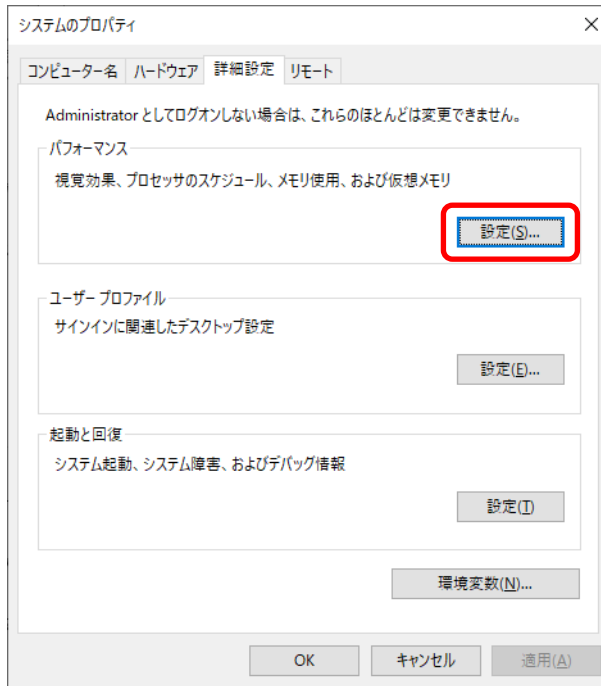 システムのプロパティ
コンピューター名 ハードウェア 詳細設定 リモート
Administrator としてログオンしない場合は、これらのほとんどは変更できません。
パフォーマンス
視覚効果、プロセッサのスケジュール、メモリ使用、および仮想メモリ
設定(S)...
ユーザー プロファイル
サインインに関連したデスクトップ設定
設定(E)...
起動と回復
システム起動、システム障害、およびデバッグ情報
設定(T)
環境変数(N)...
OK キャンセル 適用(A)